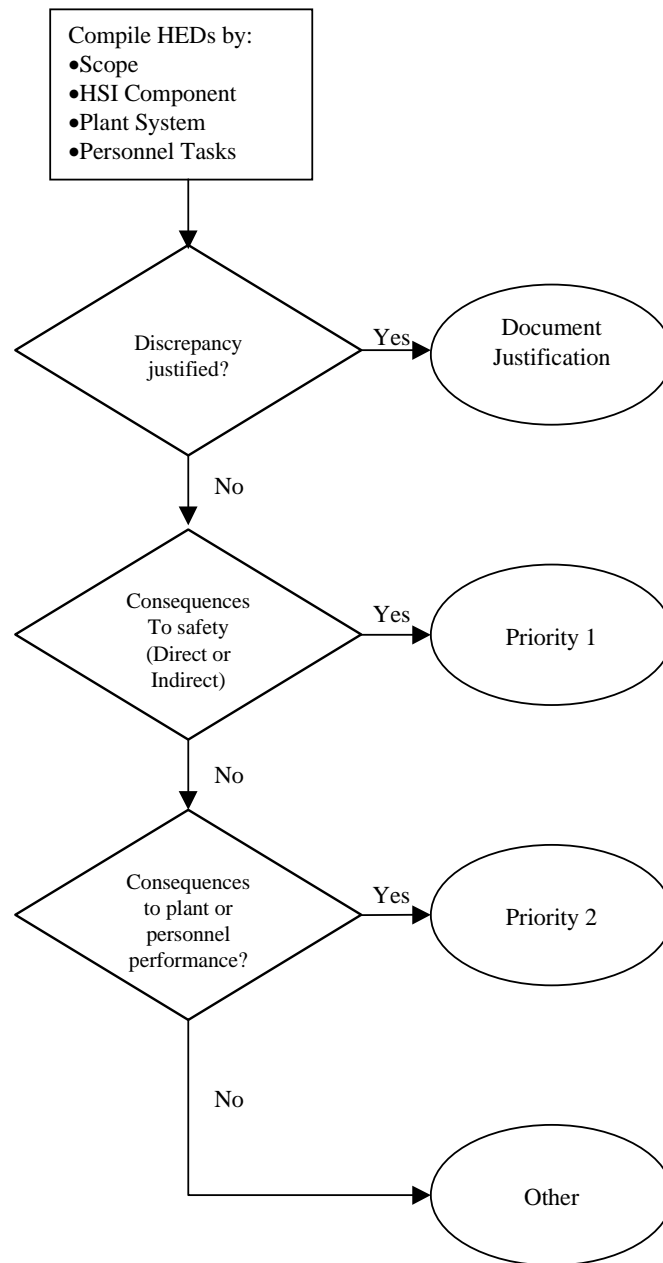 Compile HEDs by:
•Scope
•HSI Component
•Plant System
•Personnel Tasks
Discrepancy
justified?
Yes
Document
Justification
No
Consequences
To safety
(Direct or
Indirect)
Yes
Priority 1
No
Consequences
to plant or
personnel
performance?
Yes
Priority 2
No
Other